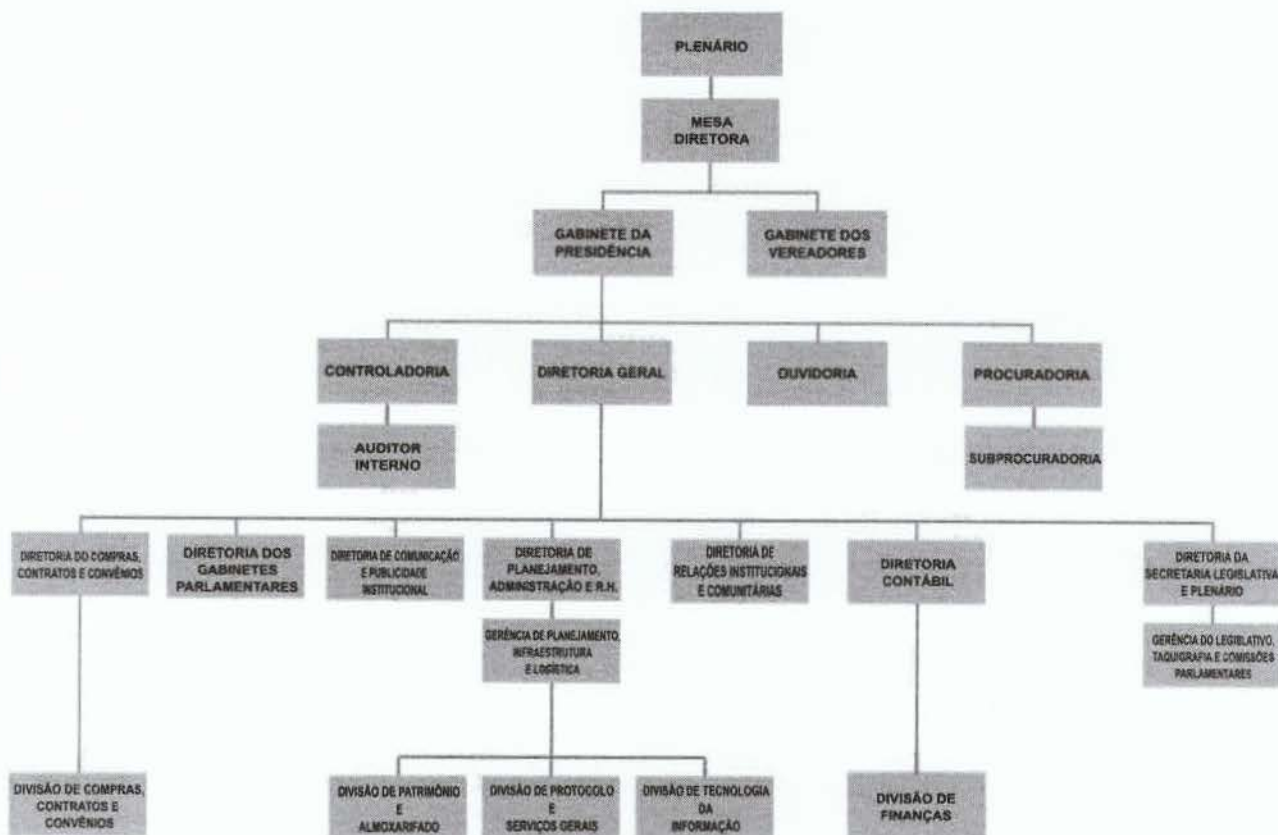 PLENÁRIO
MESA
DIRETORA
GABINETE DA
PRESIDÊNCIA
GABINETE DOS
VEREADORES
CONTROLADORIA
DIRETORIA GERAL
OUVIDORIA
PROCURADORIA
AUDITOR
INTERNO
SUBPROCURADORIA
DIRETORIA DO COMPRAS,
CONTRATOS E CONVÊNIOS
DIRETORIA DOS
GABINETES
PARLAMENTARES
DIRETORIA DE COMUNICAÇÃO
E PUBLICIDADE
INSTITUCIONAL
DIRETORIA DE
PLANEJAMENTO,
ADMINISTRAÇÃO E R.H.
DIRETORIA DE
RELAÇÕES INSTITUCIONAIS
E COMUNITÁRIAS
DIRETORIA
CONTÁBIL
DIRETORIA DA
SECRETARIA LEGISLATIVA
E PLENÁRIO
GERÊNCIA DE PLANEJAMENTO,
INFRAESTRUTURA
E LOGÍSTICA
GERÊNCIA DO LEGISLATIVO,
TAQUIGRAFIA E COMISSÕES
PARLAMENTARES
DIVISÃO DE COMPRAS,
CONTRATOS E
CONVÊNIOS
DIVISÃO DE PATRIMÔNIO
E
ALMOXARIFADO
DIVISÃO DE PROTOCOLO
E
SERVIÇOS GERAIS
DIVISÃO DE TECNOLOGIA
DA
INFORMAÇÃO
DIVISÃO DE
FINANÇAS